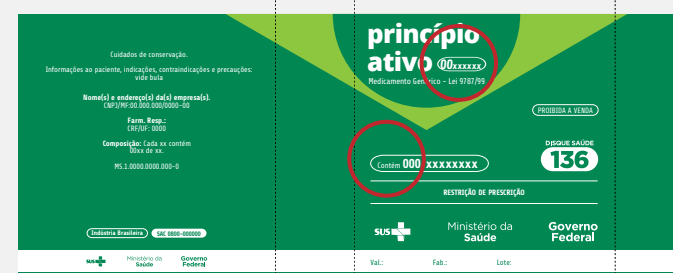 Cuidados de conservação.
Informações ao paciente, indicações, contraindicações e precauções:
vide bula
Nome(s) e endereço(s) da(s) empresa(s).
CNPJ/MF:00.000.000/0000-00
Farm. Resp.:
CRF/UF: 0000
Composição: Cada xx contém
00xx de xx.
MS.1.0000.0000.000-0
Indústria Brasileira
SAC 0800-000000
SUS
Ministério da
Saúde
Governo
Federal
princípio
ativo 00xxxxxx
Medicamento Genérico - Lei 9787/99
PROIBIDA A VENDA
DISQUE SAÚDE
136
Contém 000 xxxxxxxxx
RESTRIÇÃO DE PRESCRIÇÃO
SUS
Ministério da
Saúde
Governo
Federal
Val.:
Fab.:
Lote: